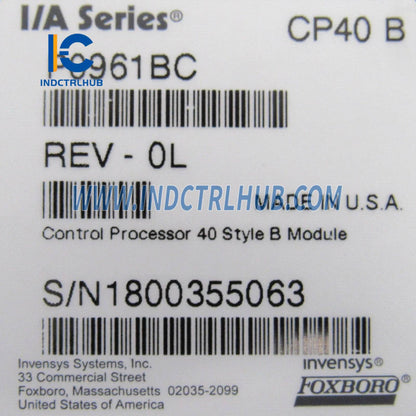 I/A Series® CP40 B
INDCTRLHUB
P0961BC
REV - 0L
WWW.INDCTRLHUB.COM
MADE IN U.S.A.
Control Processor 40 Style B Module
S/N1800355063
Invensys Systems, Inc.
33 Commercial Street
Foxboro, Massachusetts 02035-2099
United States of America
invensys®
FOXBORO®